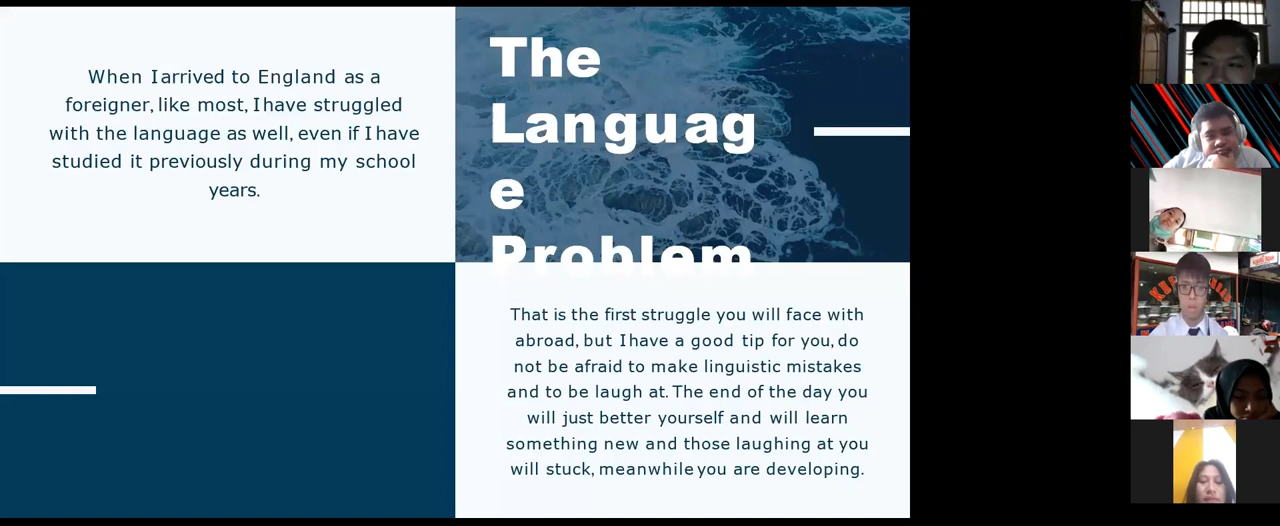 When I arrived to England as a
foreigner, like most, I have struggled
with the language as well, even if I have
studied it previously during my school
years.
The
Languag
e
Problem
That is the first struggle you will face with
abroad, but I have a good tip for you, do
not be afraid to make linguistic mistakes
and to be laugh at. The end of the day you
will just better yourself and will learn
something new and those laughing at you
will stuck, meanwhile you are developing.